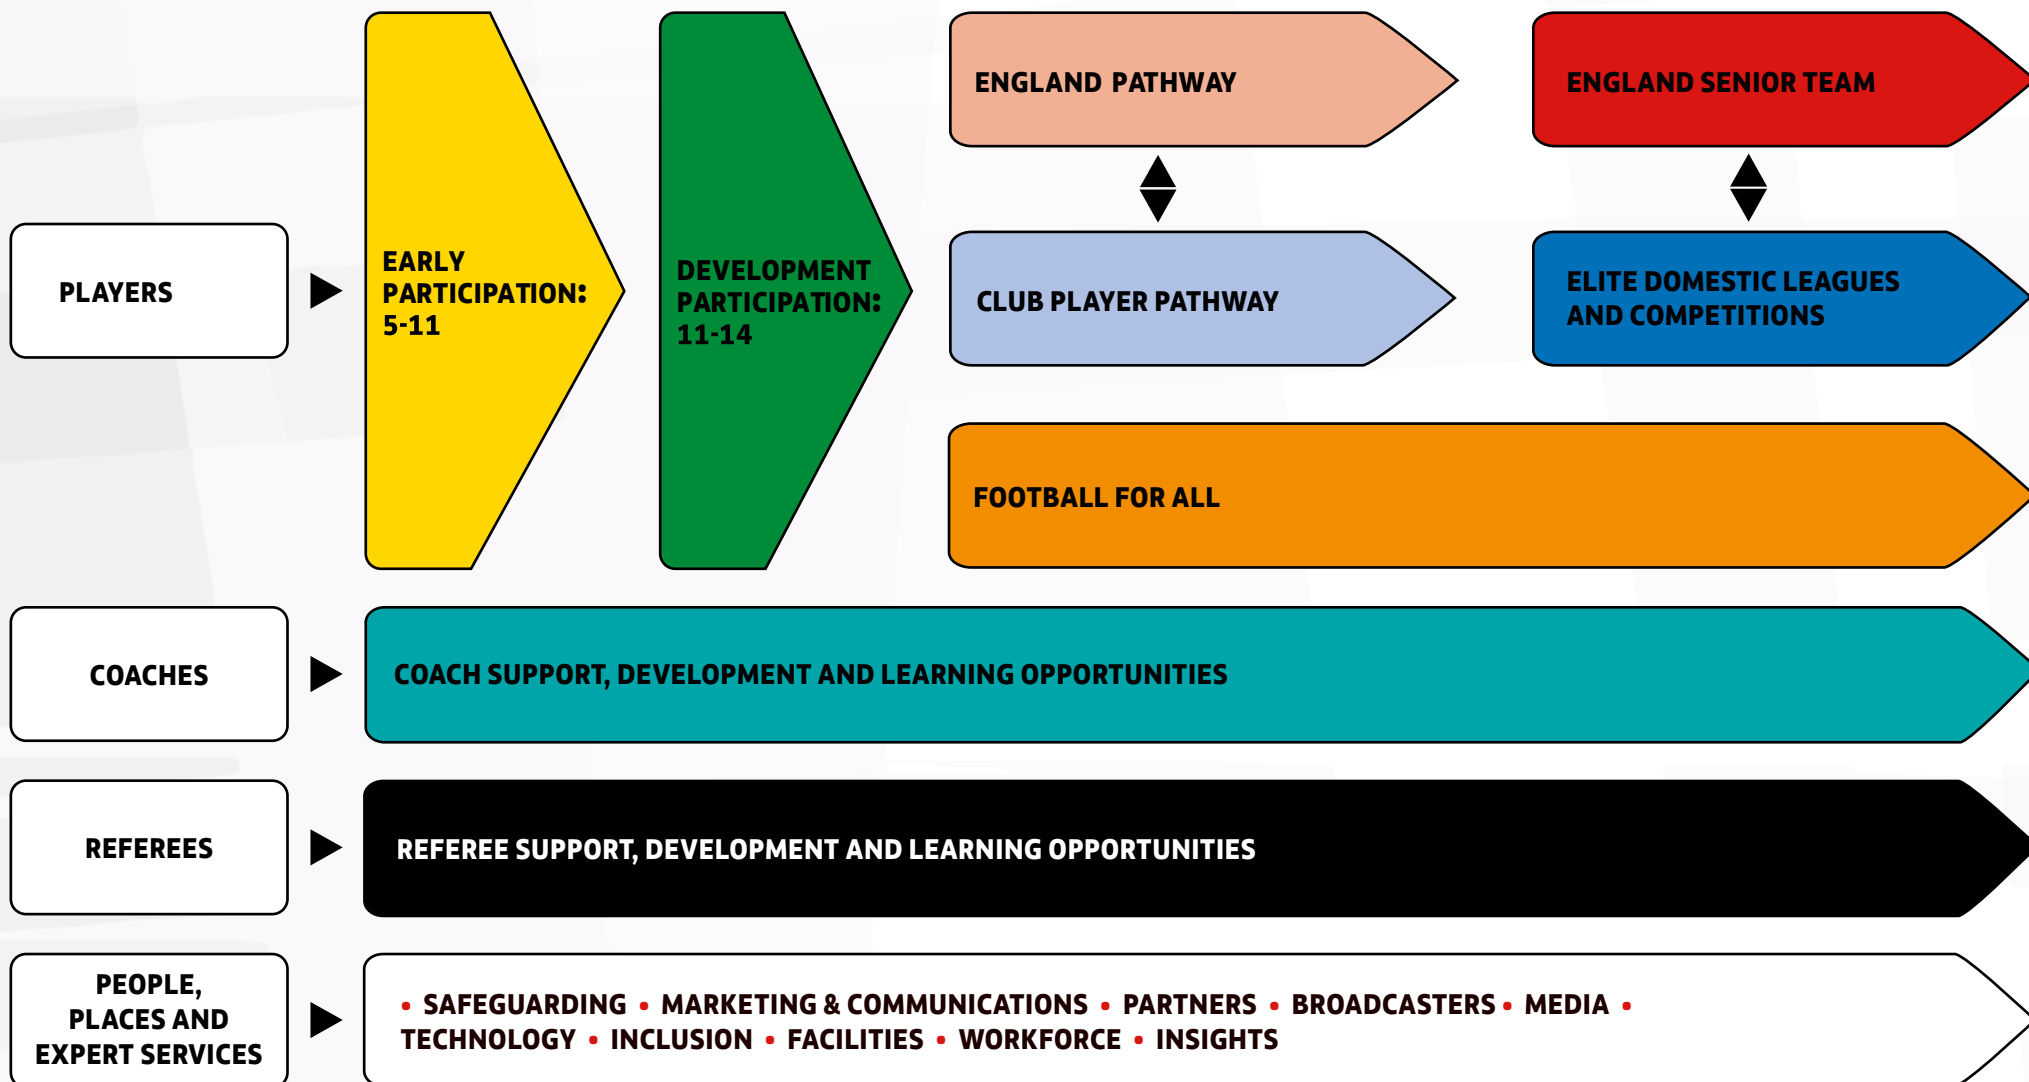 ENGLAND PATHWAY
ENGLAND SENIOR TEAM
PLAYERS
EARLY
PARTICIPATION:
5-11
DEVELOPMENT
PARTICIPATION:
11-14
CLUB PLAYER PATHWAY
ELITE DOMESTIC LEAGUES
AND COMPETITIONS
FOOTBALL FOR ALL
COACHES
COACH SUPPORT, DEVELOPMENT AND LEARNING OPPORTUNITIES
REFEREES
REFEREE SUPPORT, DEVELOPMENT AND LEARNING OPPORTUNITIES
PEOPLE,
PLACES AND
EXPERT SERVICES
• SAFEGUARDING • MARKETING & COMMUNICATIONS • PARTNERS • BROADCASTERS • MEDIA •
TECHNOLOGY • INCLUSION • FACILITIES • WORKFORCE • INSIGHTS